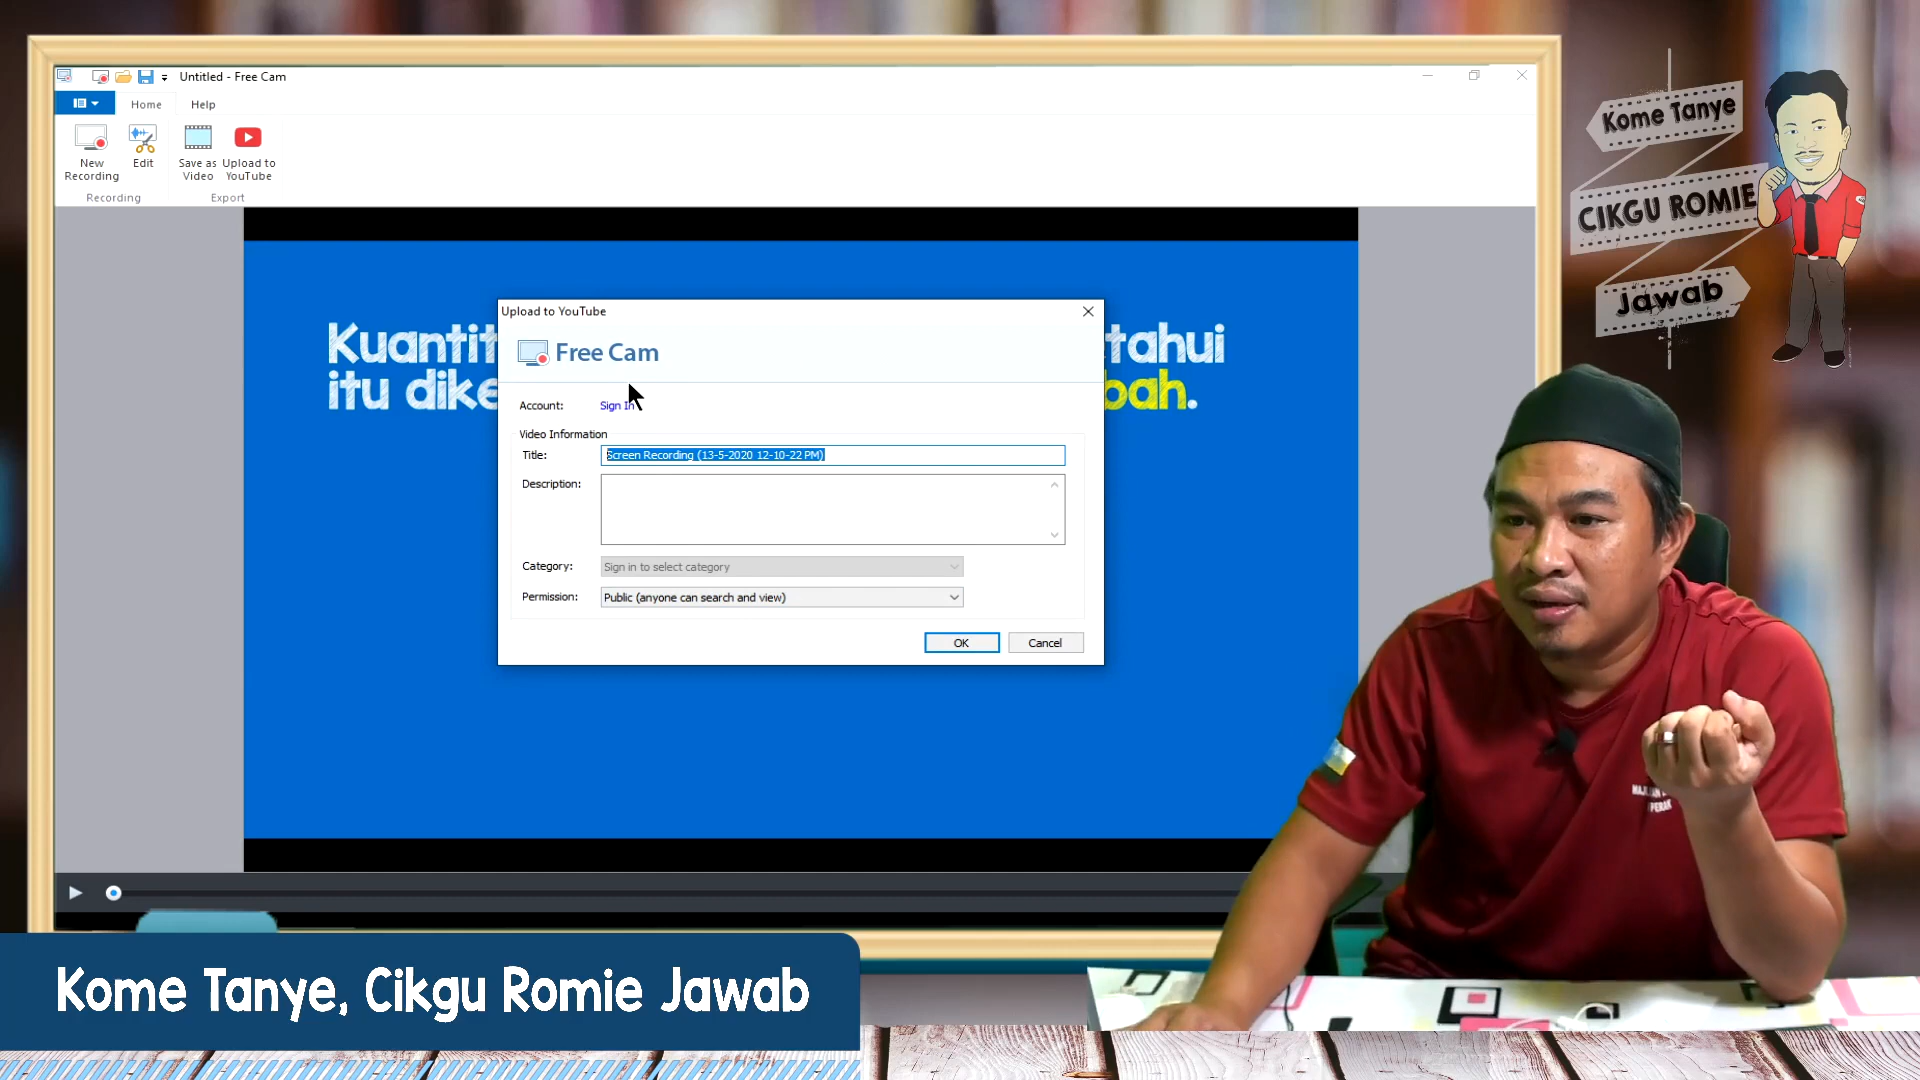 Untitled - Free Cam
Home
Help
New
Recording
Edit
Save as
Video
Upload to
YouTube
Recording
Export
Kome Tanye
CIKGU ROMIE
Jawab
tahui
itu
bah.
Upload to YouTube
Free Cam
Account:
Sign In
Video Information
Title:
Screen Recording (13-5-2020 12-10-22 PM)
Description:
Category:
Sign in to select category
Permission:
Public (anyone can search and view)
OK
Cancel
PERAK
Kome Tanye, Cikgu Romie Jawab